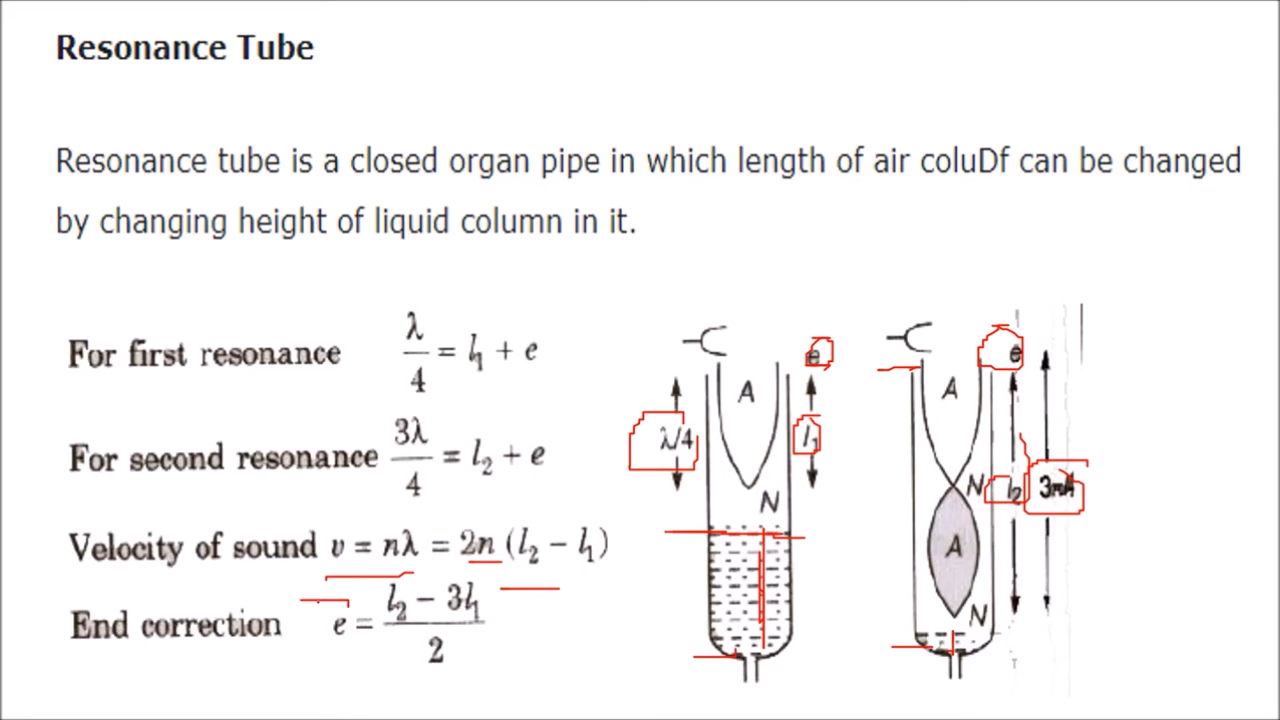 Resonance Tube
Resonance tube is a closed organ pipe in which length of air coluDf can be changed
by changing height of liquid column in it.
For first resonance λ/4 = l₁ + e
For second resonance 3λ/4 = l₂ + e
Velocity of sound v = nλ = 2n (l₂ − l₁)
End correction e = (l₂ − 3l₁)/2
e
A
λ/4
l₁
N
e
A
N
l₂
A
N